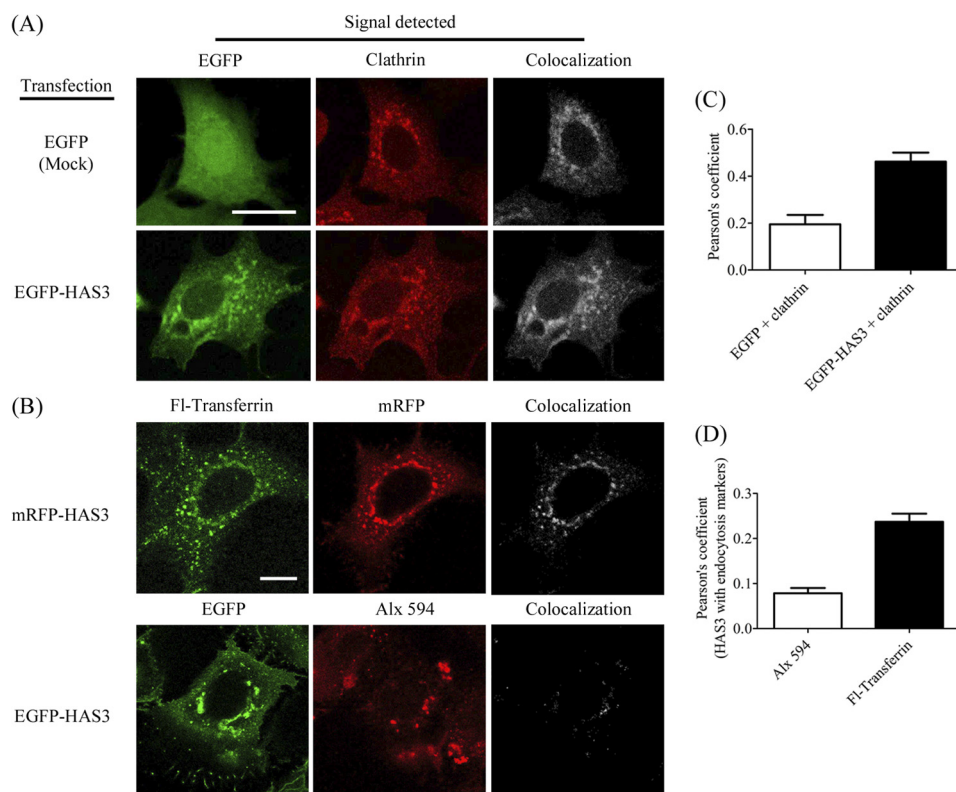 (A)
Signal detected
EGFP
Clathrin
Colocalization
Transfection
EGFP
(Mock)
EGFP-HAS3
(B)
Fl-Transferrin
mRFP
Colocalization
mRFP-HAS3
EGFP
Alx 594
Colocalization
EGFP-HAS3
(C)
Pearson's coefficient
0.6
0.4
0.2
0.0
EGFP + clathrin
EGFP-HAS3 + clathrin
(D)
Pearson's coefficient
(HAS3 with endocytosis markers)
0.3
0.2
0.1
0.0
Alx 594
Fl-Transferrin